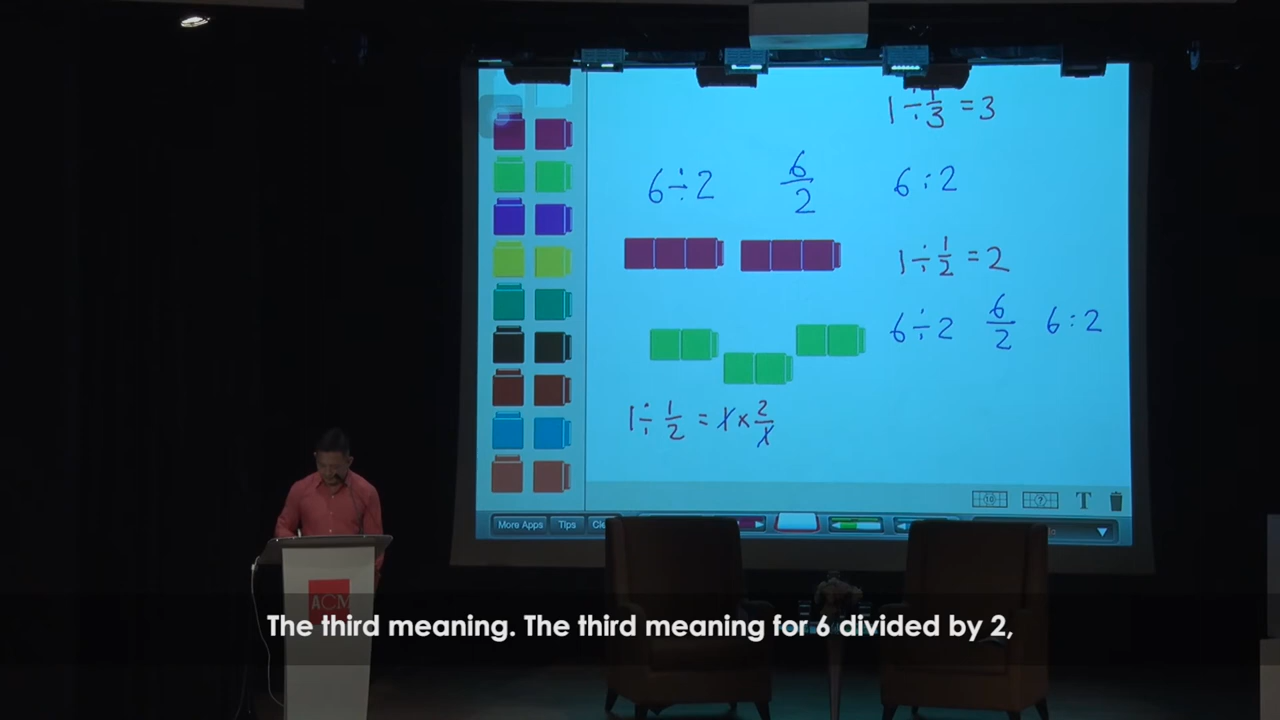 1 ÷ 1/3 = 3
6 ÷ 2   6/2   6 : 2
1 ÷ 1/2 = 2
6 ÷ 2   6/2   6 : 2
1 ÷ 1/2 = 1 × 2/1
10 ? T
More Apps Tips
ACM
The third meaning. The third meaning for 6 divided by 2,